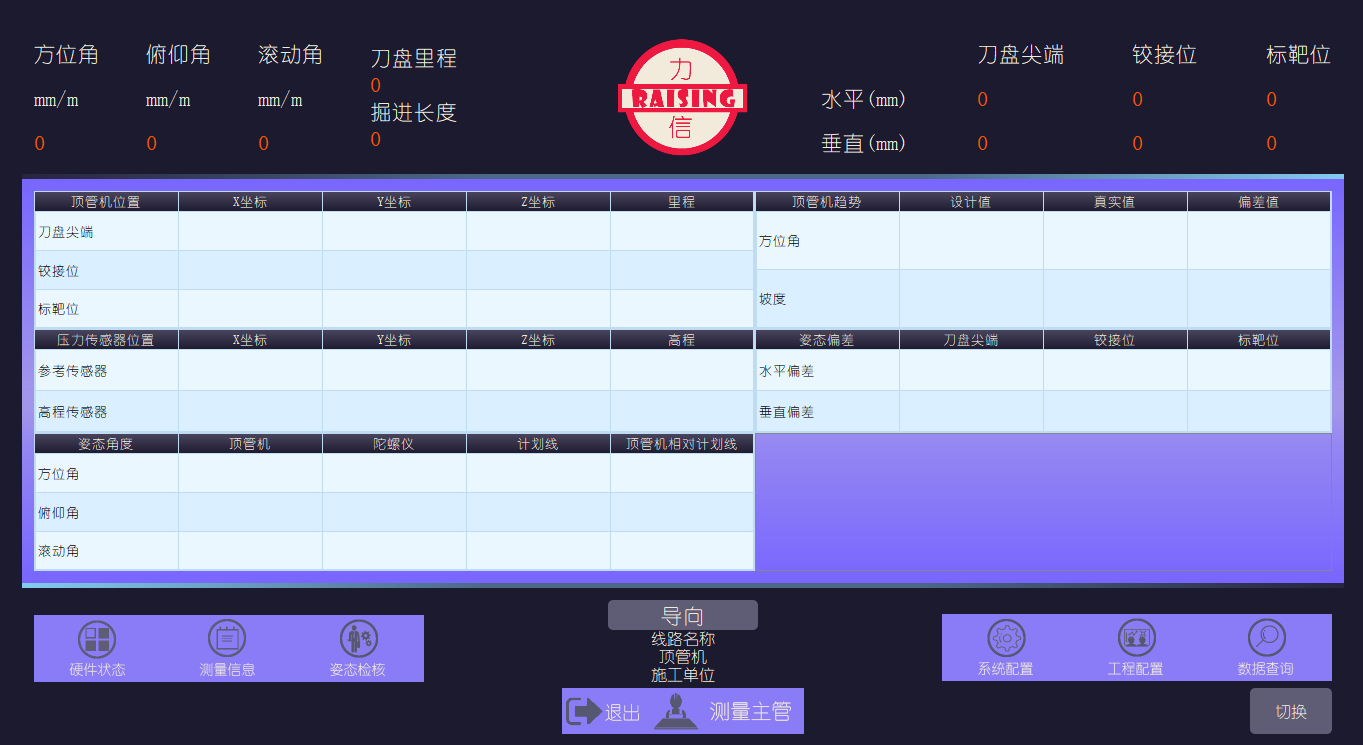 方位角 俯仰角 滚动角 刀盘里程 力 刀盘尖端 铰接位 标靶位
mm/m mm/m mm/m 0 RAISING 水平(mm) 0 0 0
掘进长度 信
0 0 0 0 垂直(mm) 0 0 0
顶管机位置 X坐标 Y坐标 Z坐标 里程 顶管机趋势 设计值 真实值 偏差值
刀盘尖端 方位角
铰接位
标靶位 坡度
压力传感器位置 X坐标 Y坐标 Z坐标 高程 姿态偏差 刀盘尖端 铰接位 标靶位
参考传感器 水平偏差
高程传感器 垂直偏差
姿态角度 顶管机 陀螺仪 计划线 顶管机相对计划线
方位角
俯仰角
滚动角
导向
线路名称
顶管机
施工单位
硬件状态 测量信息 姿态检核 系统配置 工程配置 数据查询
退出 测量主管 切换